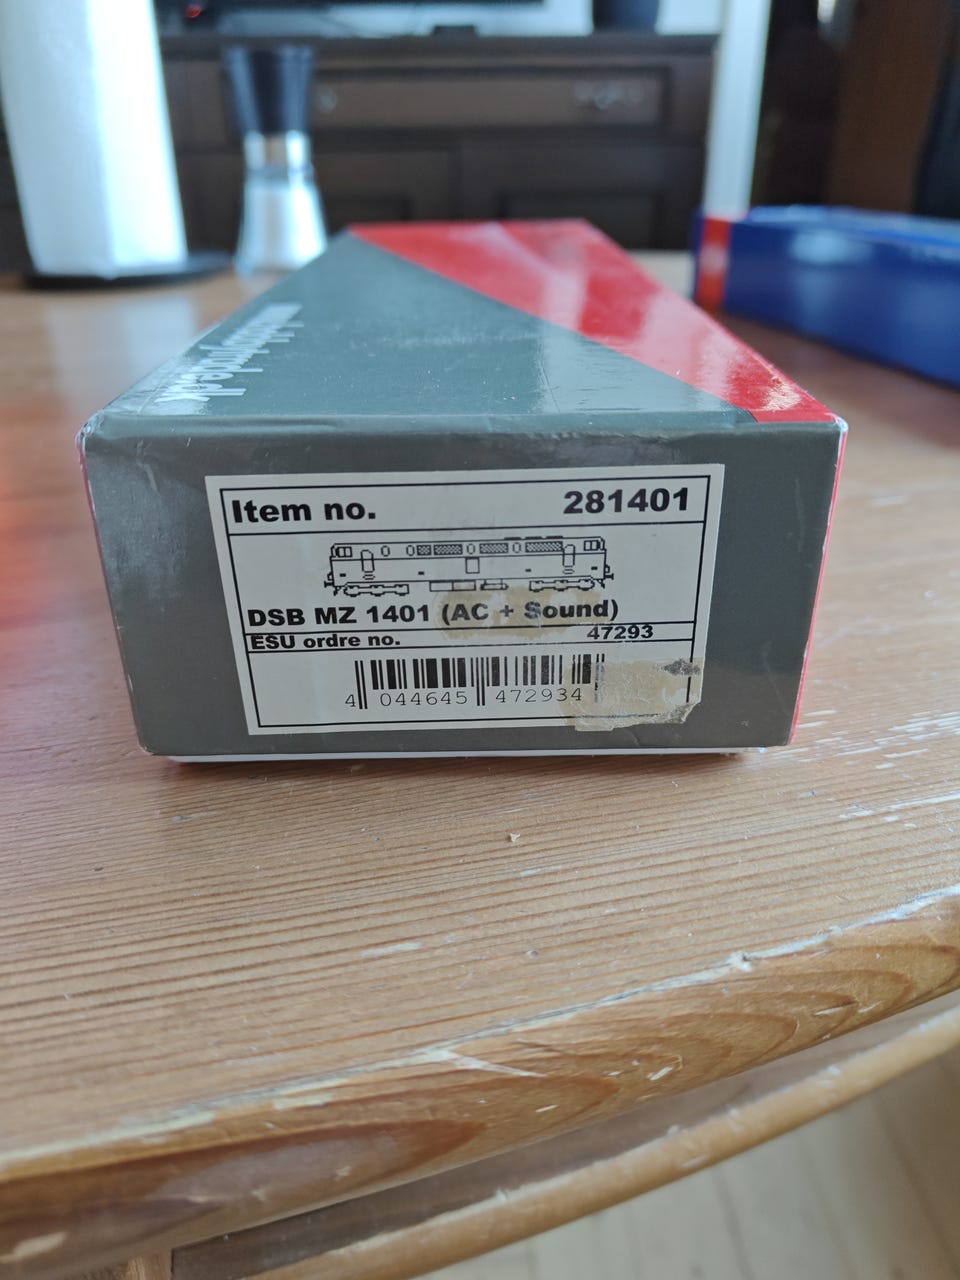 Item no. 281401
DSB MZ 1401 (AC + Sound)
ESU ordre no. 47293
4 044645 472934